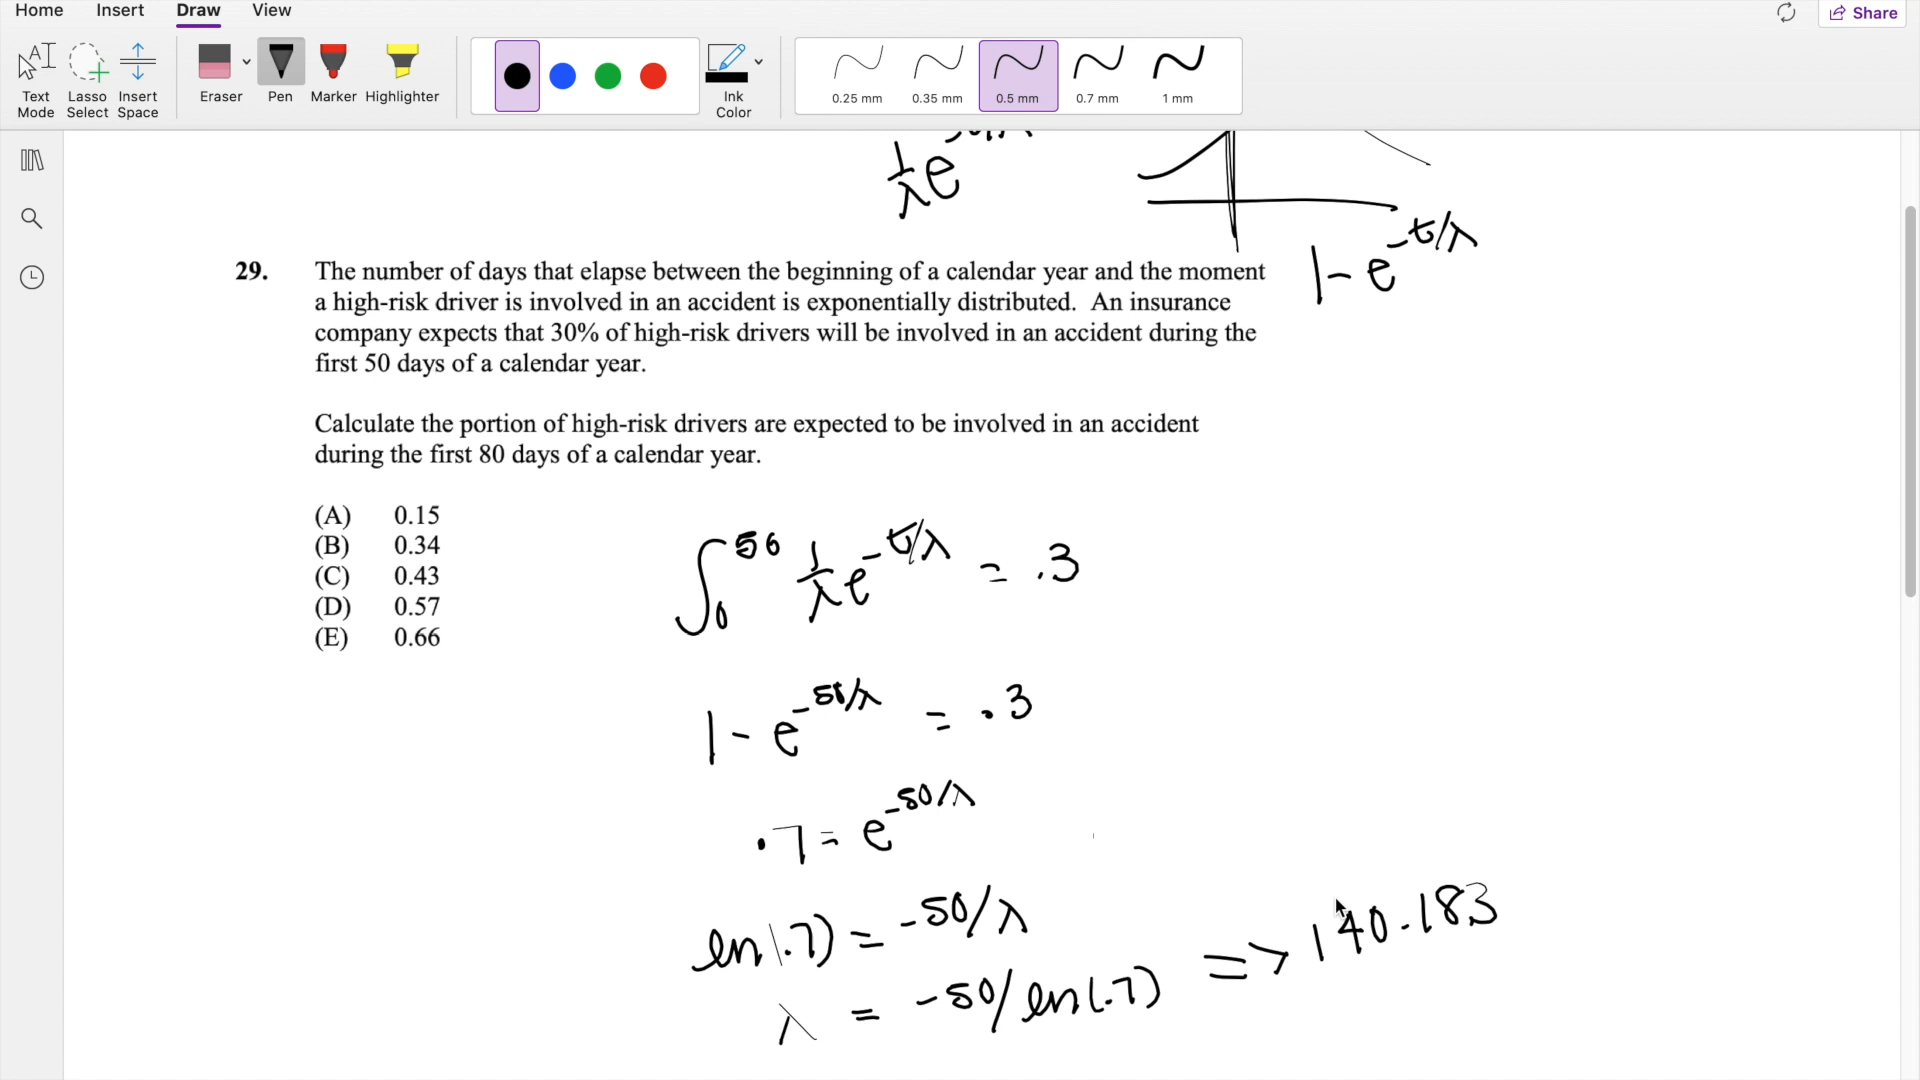 Home Insert Draw View Share
Text Mode Lasso Select Insert Space Eraser Pen Marker Highlighter Ink Color 0.25 mm 0.35 mm 0.5 mm 0.7 mm 1 mm
1/λ e
1 - e^-t/λ
29. The number of days that elapse between the beginning of a calendar year and the moment
a high-risk driver is involved in an accident is exponentially distributed. An insurance
company expects that 30% of high-risk drivers will be involved in an accident during the
first 50 days of a calendar year.
Calculate the portion of high-risk drivers are expected to be involved in an accident
during the first 80 days of a calendar year.
(A) 0.15
(B) 0.34
(C) 0.43
(D) 0.57
(E) 0.66
∫₀⁵⁰ 1/λ e^-t/λ = .3
1 - e^-50/λ = .3
.7 = e^-50/λ
ln(.7) = -50/λ
λ = -50/ln(.7) => 140.183